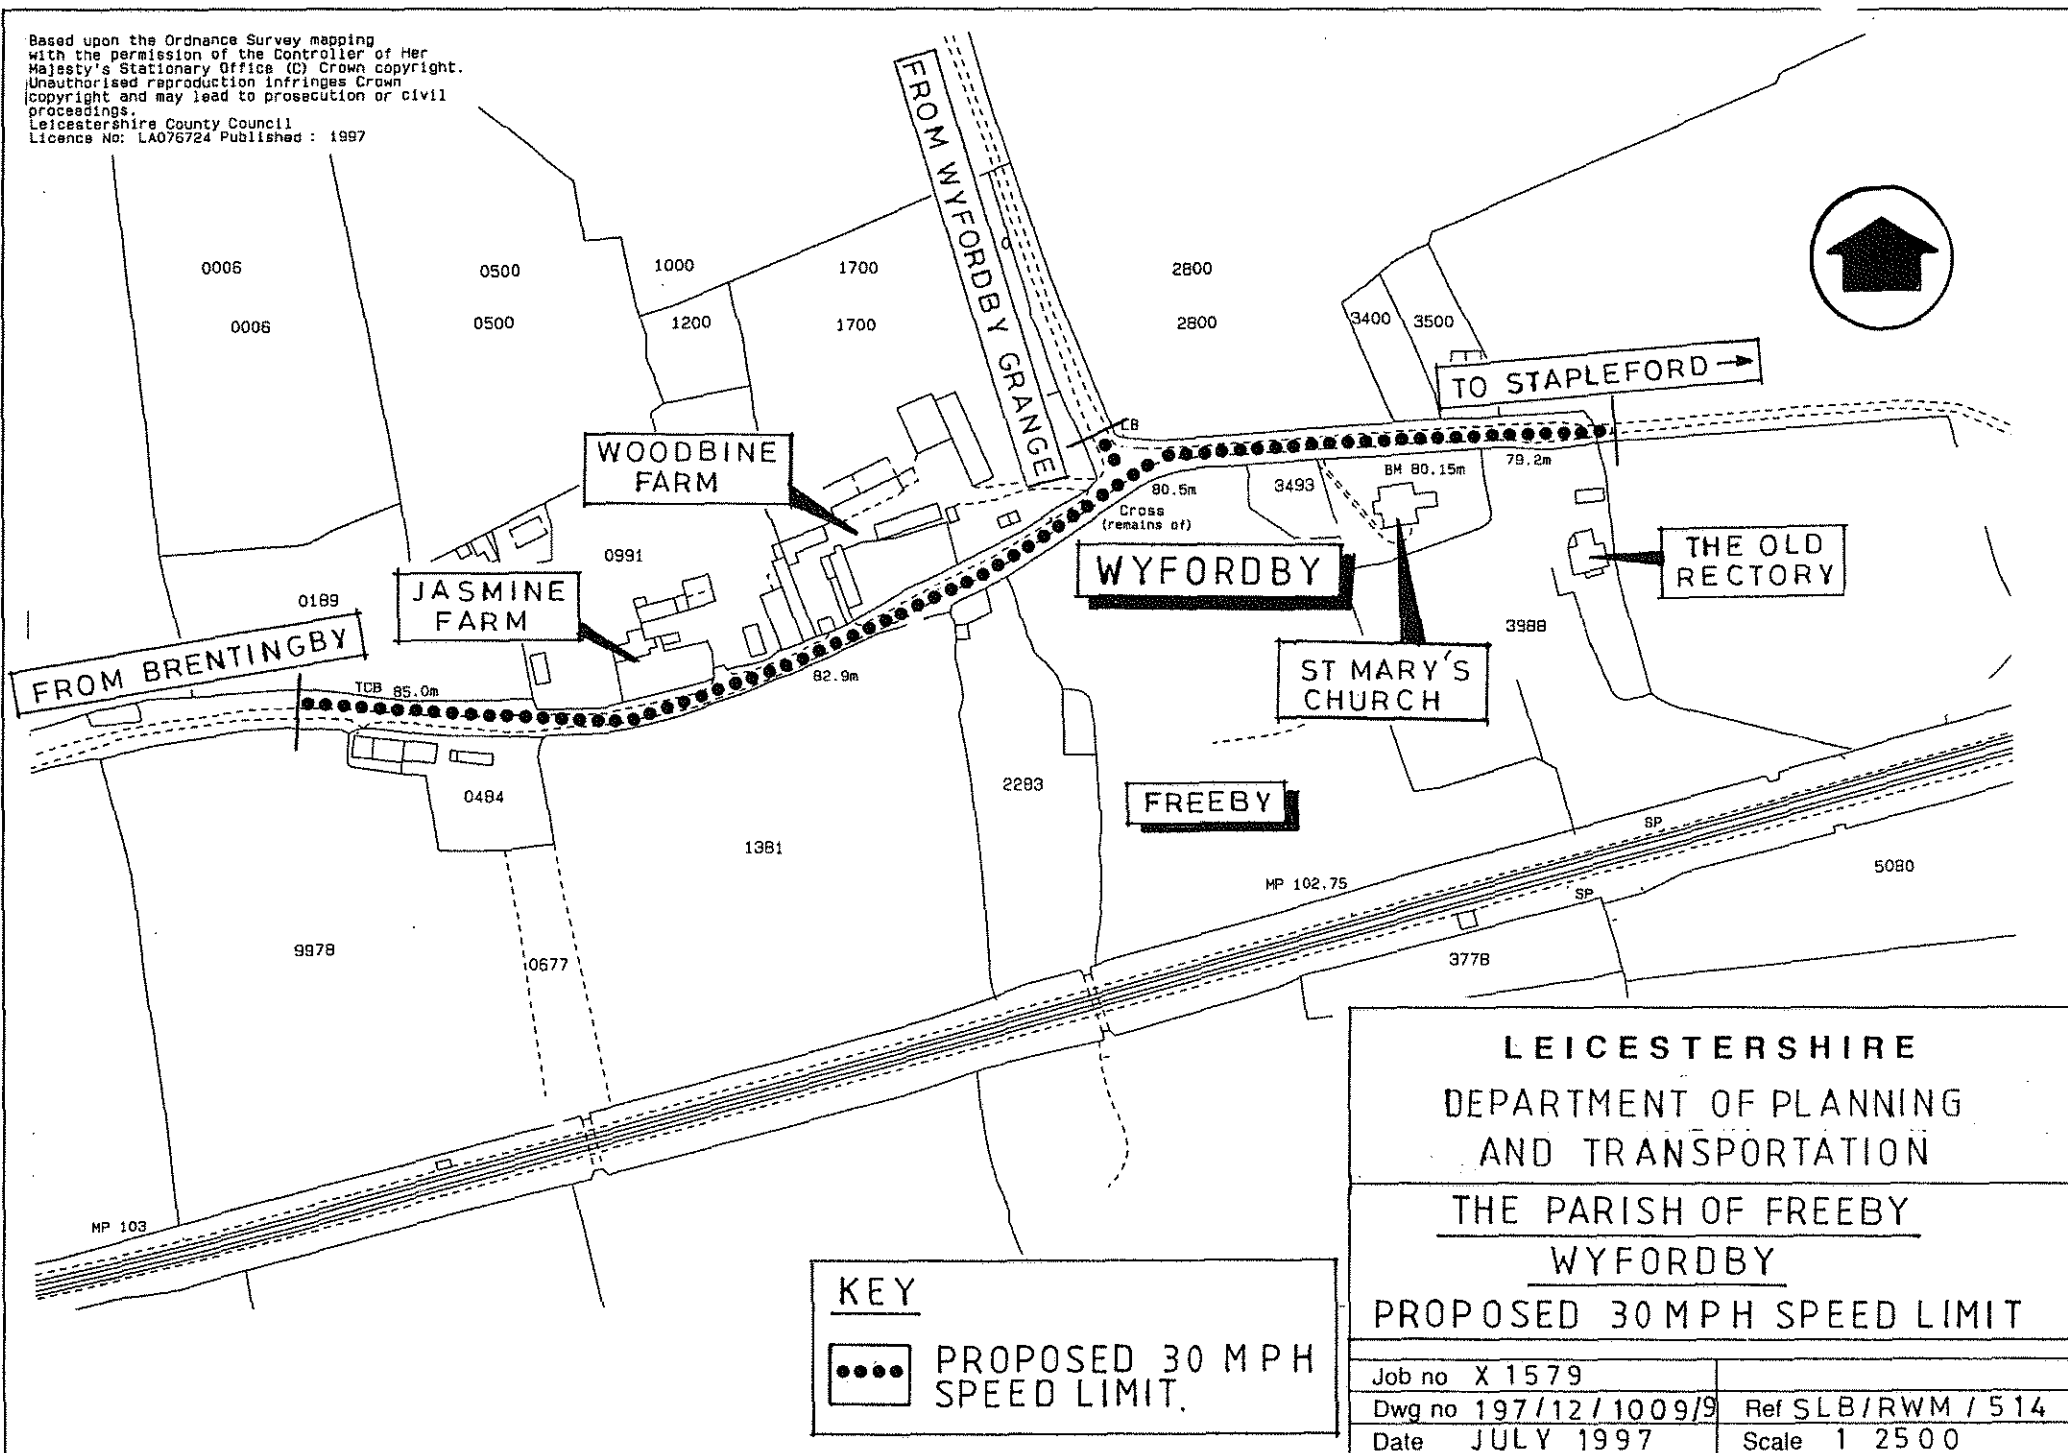 Based upon the Ordnance Survey mapping
with the permission of the Controller of Her
Majesty's Stationary Office (C) Crown copyright.
Unauthorised reproduction infringes Crown
copyright and may lead to prosecution or civil
proceedings.
Leicestershire County Council
Licence No: LA076724 Published : 1997
FROM WYFORDBY GRANGE
0006
0500
1000
1700
2800
0006
0500
1200
1700
2800
3400
3500
TO STAPLEFORD →
CB
WOODBINE
FARM
BM 80.15m
79.2m
80.5m
3493
Cross
(remains of)
0991
WYFORDBY
THE OLD
RECTORY
JASMINE
FARM
0189
3988
FROM BRENTINGBY
ST MARY'S
CHURCH
TCB
85.0m
82.9m
0484
2283
FREEBY
1381
SP
MP 102.75
SP
5080
9978
0677
3778
MP 103
KEY
PROPOSED 30 MPH
SPEED LIMIT.
LEICESTERSHIRE
DEPARTMENT OF PLANNING
AND TRANSPORTATION
THE PARISH OF FREEBY
WYFORDBY
PROPOSED 30 MPH SPEED LIMIT
Job no X 1579
Dwg no 197/12/1009/9 Ref SLB/RWM/514
Date JULY 1997 Scale 1 2500